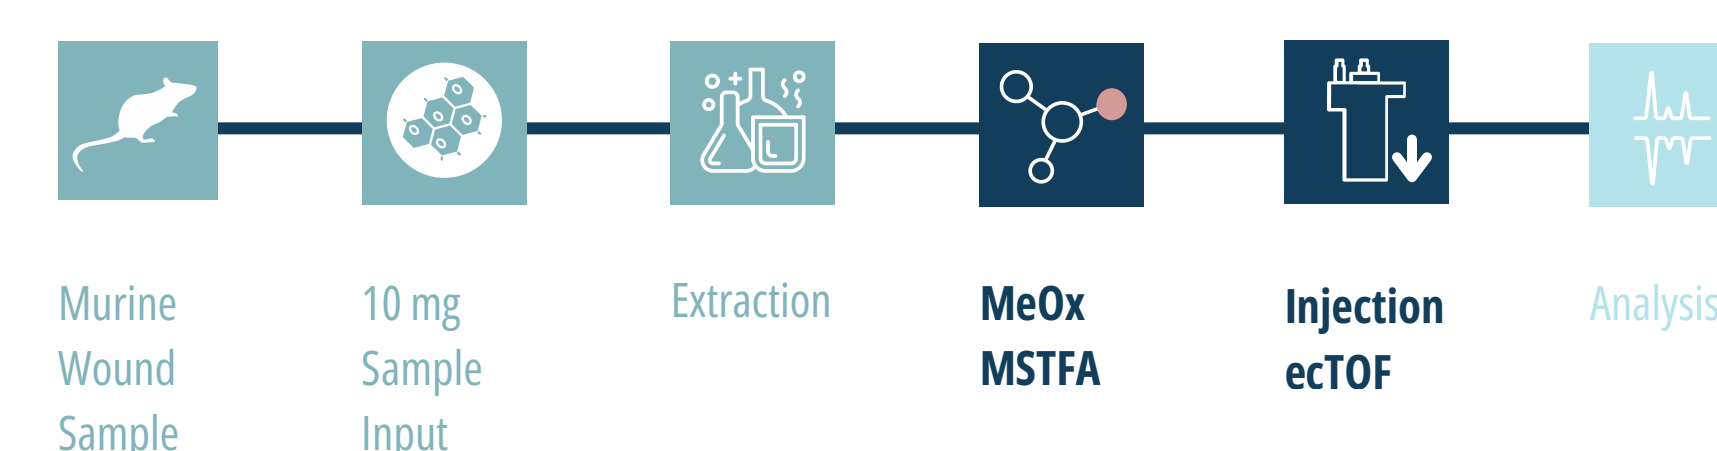 Murine
Wound
Sample
10 mg
Sample
Input
Extraction
MeOx
MSTFA
Injection
ecTOF
Analysis